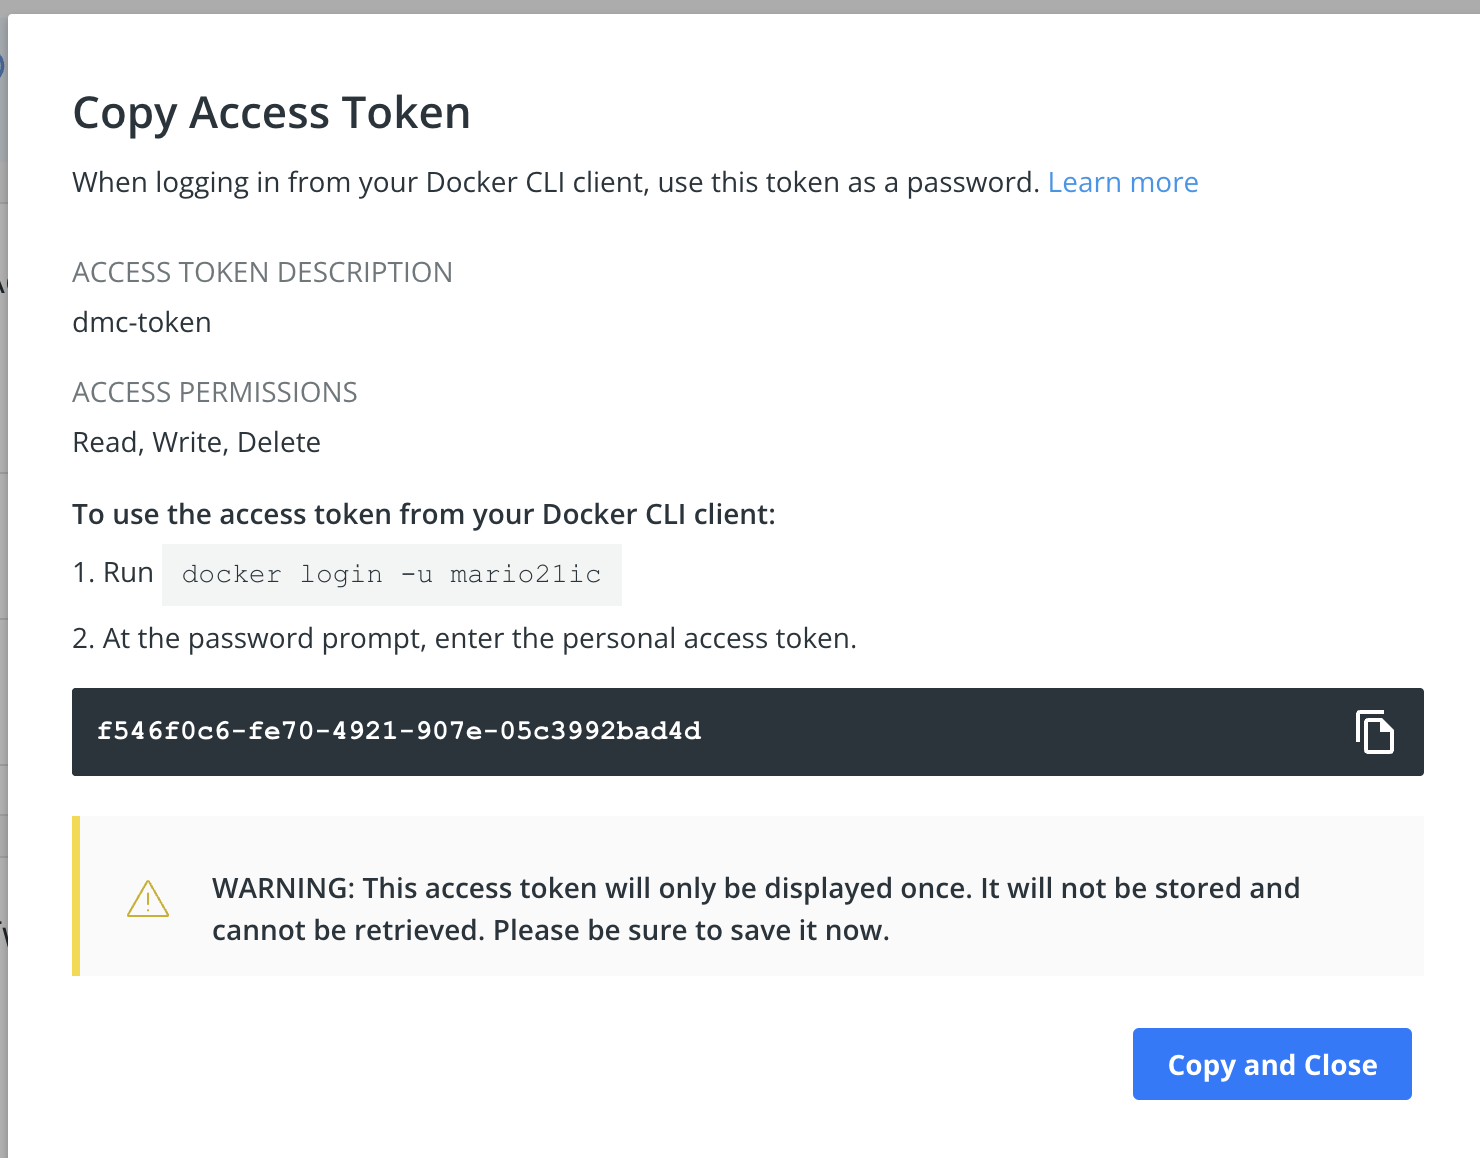 Copy Access Token
When logging in from your Docker CLI client, use this token as a password. Learn more
ACCESS TOKEN DESCRIPTION
dmc-token
ACCESS PERMISSIONS
Read, Write, Delete
To use the access token from your Docker CLI client:
1. Run docker login -u mario21ic
2. At the password prompt, enter the personal access token.
f546f0c6-fe70-4921-907e-05c3992bad4d
WARNING: This access token will only be displayed once. It will not be stored and
cannot be retrieved. Please be sure to save it now.
Copy and Close